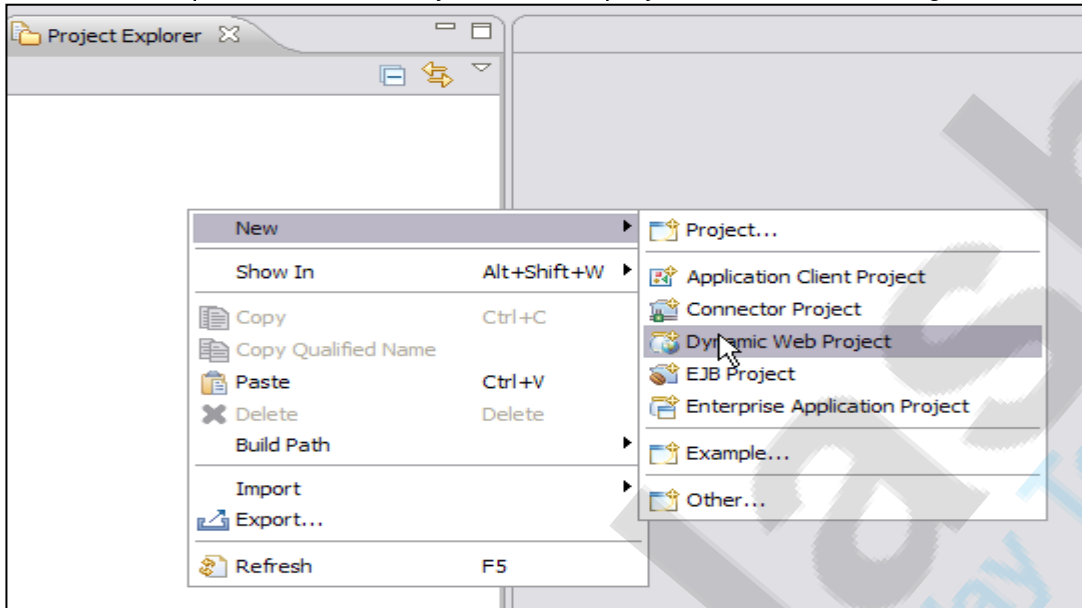 Project Explorer
New
Show In Alt+Shift+W
Copy Ctrl+C
Copy Qualified Name
Paste Ctrl+V
Delete Delete
Build Path
Import
Export...
Refresh F5
Project...
Application Client Project
Connector Project
Dynamic Web Project
EJB Project
Enterprise Application Project
Example...
Other...